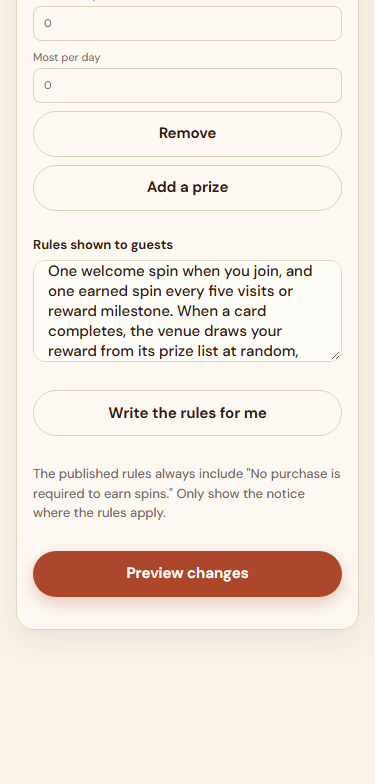 0
Most per day
0
Remove
Add a prize
Rules shown to guests
One welcome spin when you join, and
one earned spin every five visits or
reward milestone. When a card
completes, the venue draws your
reward from its prize list at random,
Write the rules for me
The published rules always include "No purchase is
required to earn spins." Only show the notice
where the rules apply.
Preview changes